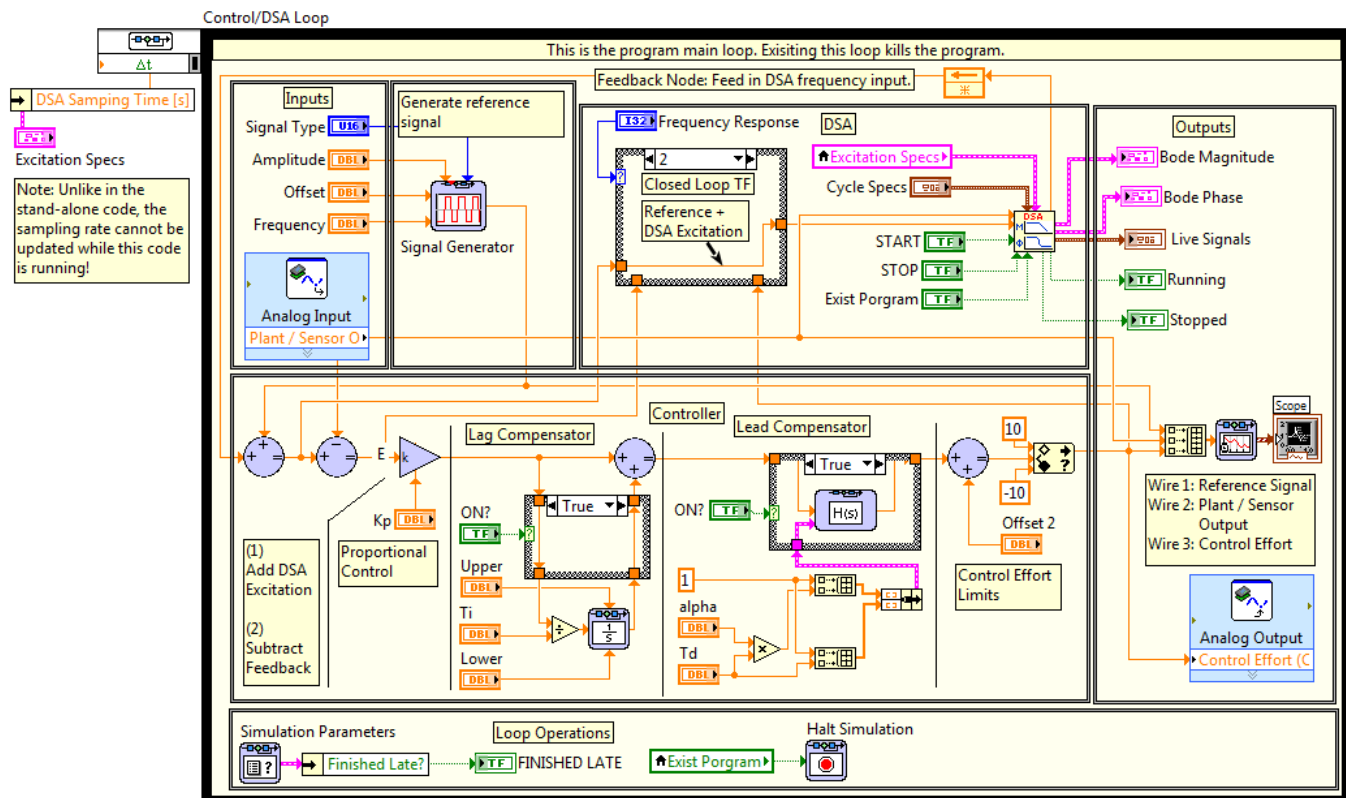 Control/DSA Loop
Δt
DSA Samping Time [s]
Excitation Specs
Note: Unlike in the
stand-alone code, the
sampling rate cannot be
updated while this code
is running!
This is the program main loop. Exisiting this loop kills the program.
Feedback Node: Feed in DSA frequency input.
Inputs
Signal Type
U16
Amplitude
DBL
Offset
DBL
Frequency
DBL
Analog Input
Plant / Sensor O
Generate reference
signal
Signal Generator
I32
Frequency Response
DSA
2
?
Closed Loop TF
Reference +
DSA Excitation
Excitation Specs
Cycle Specs
START
TF
STOP
TF
Exist Porgram
TF
DSA
M
Φ
Outputs
Bode Magnitude
Bode Phase
Live Signals
TF
Running
TF
Stopped
Controller
+
+
=
−
+
=
E
k
Kp
DBL
(1)
Add DSA
Excitation
(2)
Subtract
Feedback
Proportional
Control
Lag Compensator
True
ON?
TF
?
Upper
DBL
Ti
DBL
Lower
DBL
÷
1
s
+
+
=
Lead Compensator
True
ON?
TF
?
H(s)
1
alpha
DBL
Td
DBL
×
+
+
=
10
-10
?
Offset 2
DBL
Control Effort
Limits
Scope
Wire 1: Reference Signal
Wire 2: Plant / Sensor
Output
Wire 3: Control Effort
Analog Output
Control Effort (C
Simulation Parameters
?
Finished Late?
Loop Operations
TF
FINISHED LATE
Exist Porgram
Halt Simulation